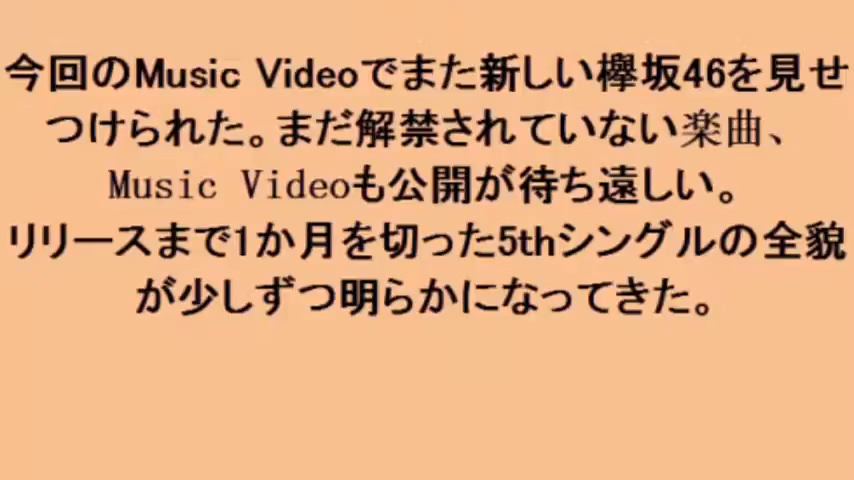 今回のMusic Videoでまた新しい欅坂46を見せ
つけられた。まだ解禁されていない楽曲、
Music Videoも公開が待ち遠しい。
リリースまで1か月を切った5thシングルの全貌
が少しずつ明らかになってきた。